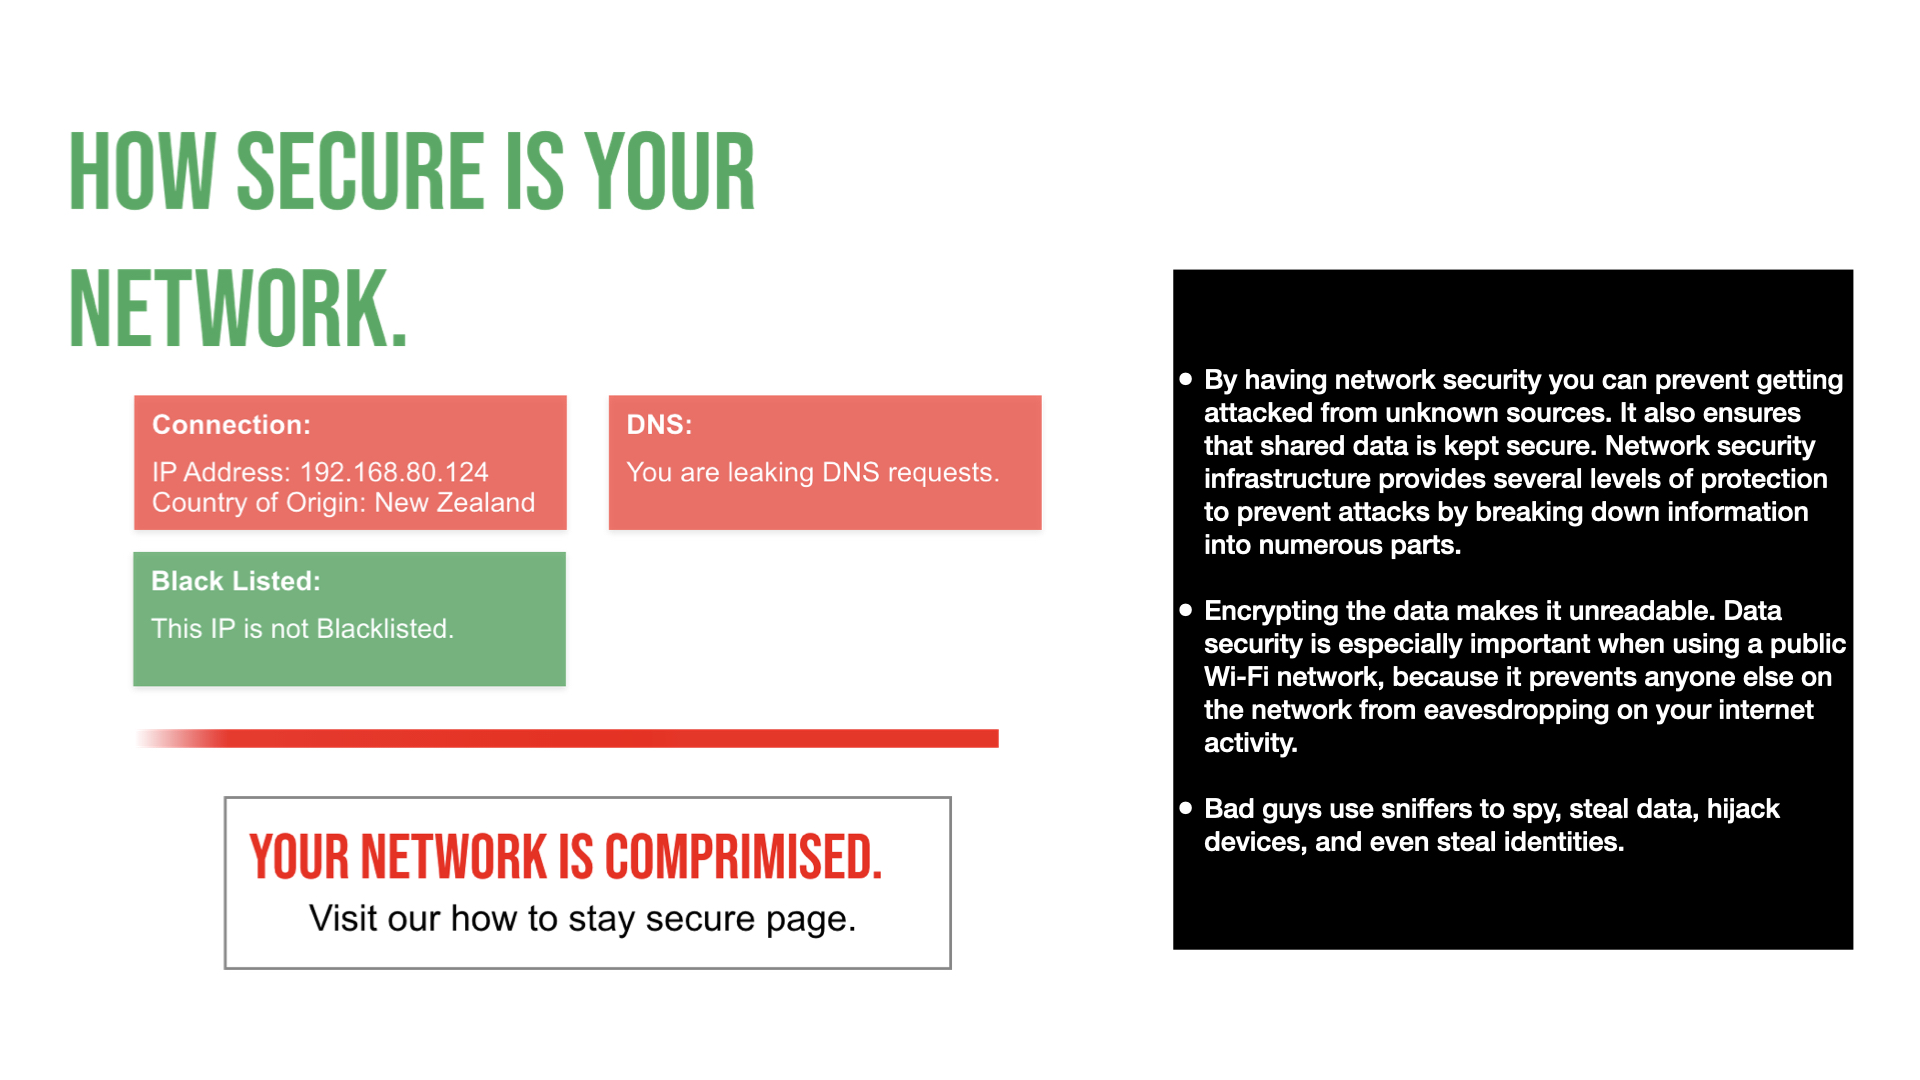 HOW SECURE IS YOUR
NETWORK.
Connection:
IP Address: 192.168.80.124
Country of Origin: New Zealand
DNS:
You are leaking DNS requests.
Black Listed:
This IP is not Blacklisted.
YOUR NETWORK IS COMPRIMISED.
Visit our how to stay secure page.
• By having network security you can prevent getting
attacked from unknown sources. It also ensures
that shared data is kept secure. Network security
infrastructure provides several levels of protection
to prevent attacks by breaking down information
into numerous parts.
• Encrypting the data makes it unreadable. Data
security is especially important when using a public
Wi-Fi network, because it prevents anyone else on
the network from eavesdropping on your internet
activity.
• Bad guys use sniffers to spy, steal data, hijack
devices, and even steal identities.